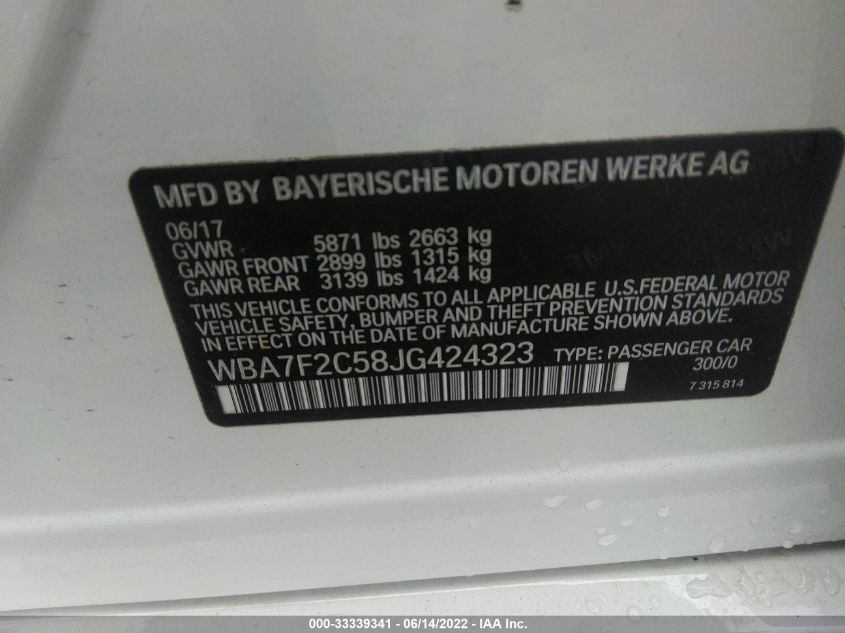 MFD BY BAYERISCHE MOTOREN WERKE AG
06/17
GVWR 5871 lbs 2663 kg
GAWR FRONT 2899 lbs 1315 kg
GAWR REAR 3139 lbs 1424 kg
THIS VEHICLE CONFORMS TO ALL APPLICABLE U.S.FEDERAL MOTOR
VEHICLE SAFETY, BUMPER AND THEFT PREVENTION STANDARDS
IN EFFECT ON THE DATE OF MANUFACTURE SHOWN ABOVE.
WBA7F2C58JG424323 TYPE: PASSENGER CAR
300/0
7 315 814
000-33339341 - 06/14/2022 - IAA Inc.